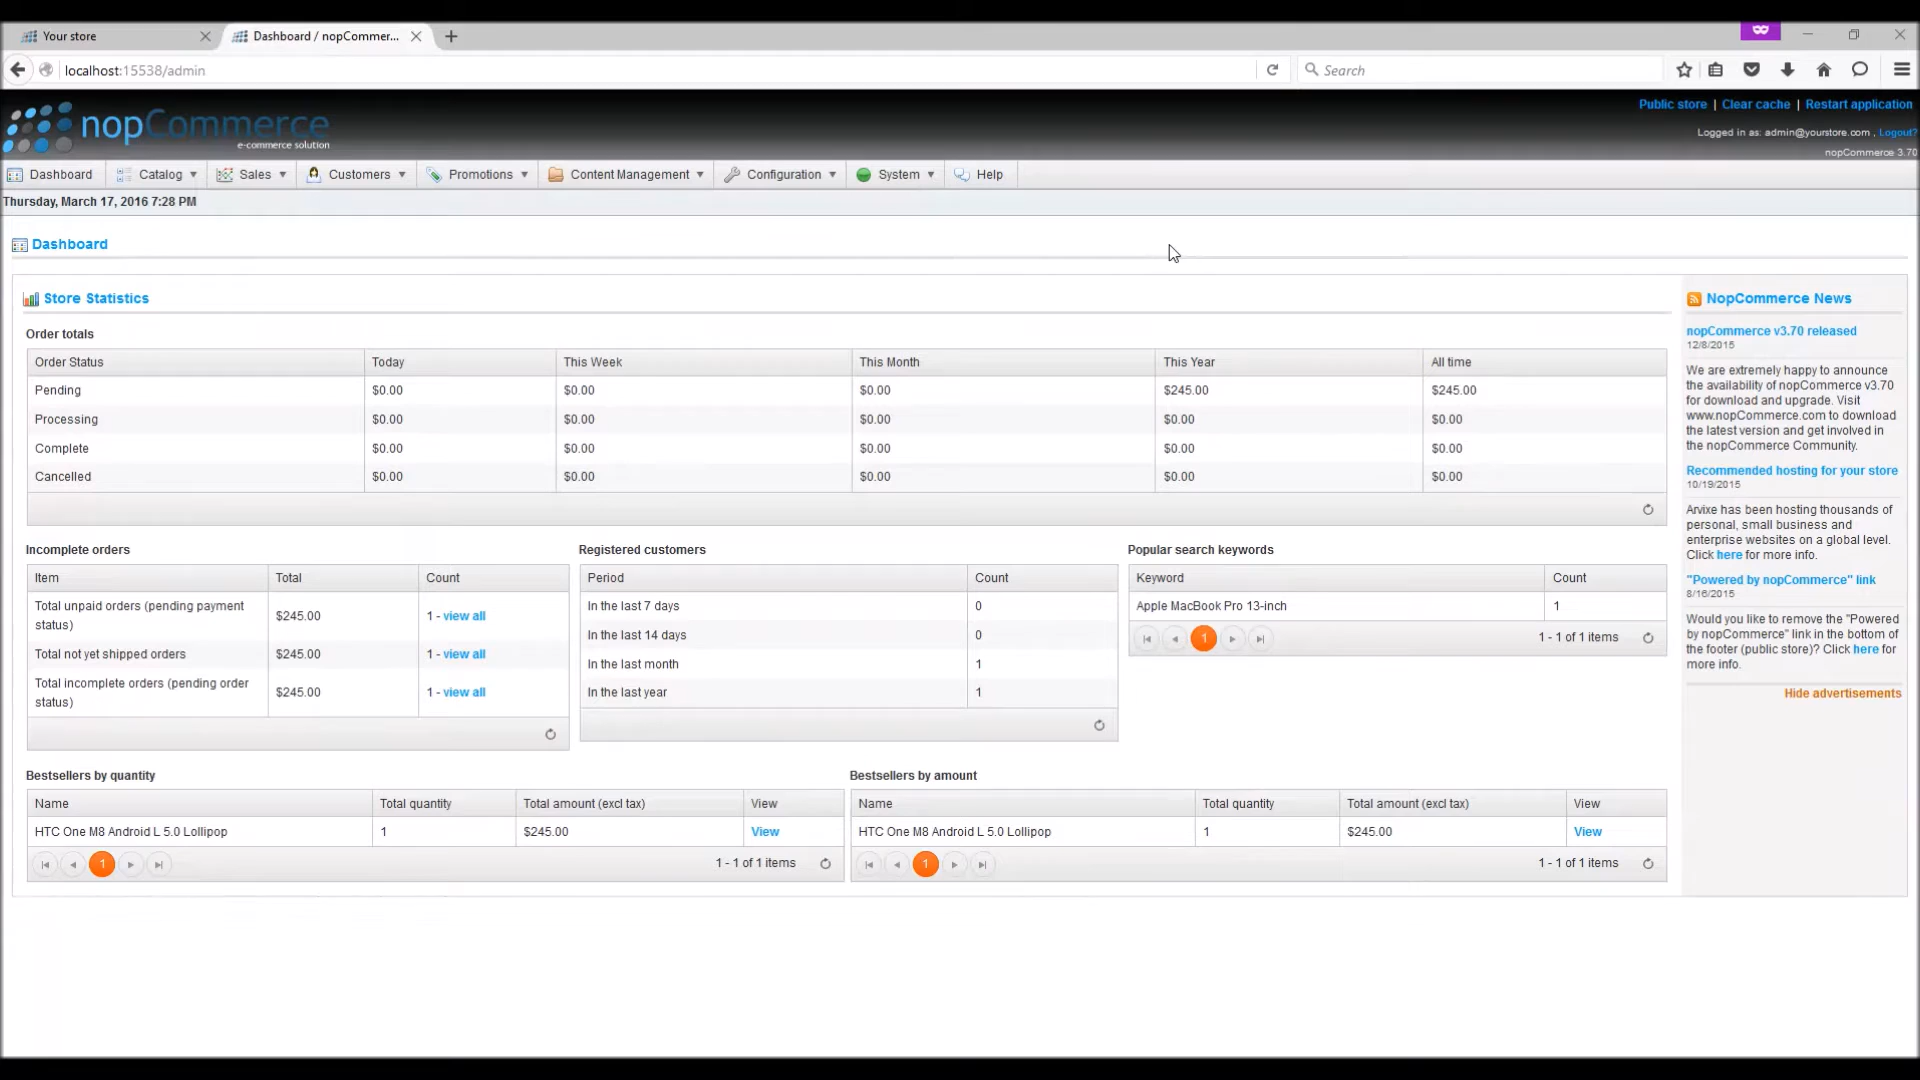 Your store
Dashboard / nopCommer...
localhost:15538/admin
Search
nopCommerce
e-commerce solution
Public store | Clear cache | Restart application
Logged in as: admin@yourstore.com , Logout?
nopCommerce 3.70
Dashboard Catalog Sales Customers Promotions Content Management Configuration System Help
Thursday, March 17, 2016 7:28 PM
Dashboard
Store Statistics
Order totals
Order Status Today This Week This Month This Year All time
Pending $0.00 $0.00 $0.00 $245.00 $245.00
Processing $0.00 $0.00 $0.00 $0.00 $0.00
Complete $0.00 $0.00 $0.00 $0.00 $0.00
Cancelled $0.00 $0.00 $0.00 $0.00 $0.00
Incomplete orders
Item Total Count
Total unpaid orders (pending payment
status) $245.00 1 - view all
Total not yet shipped orders $245.00 1 - view all
Total incomplete orders (pending order
status) $245.00 1 - view all
Registered customers
Period Count
In the last 7 days 0
In the last 14 days 0
In the last month 1
In the last year 1
Popular search keywords
Keyword Count
Apple MacBook Pro 13-inch 1
1 1 - 1 of 1 items
Bestsellers by quantity
Name Total quantity Total amount (excl tax) View
HTC One M8 Android L 5.0 Lollipop 1 $245.00 View
1 1 - 1 of 1 items
Bestsellers by amount
Name Total quantity Total amount (excl tax) View
HTC One M8 Android L 5.0 Lollipop 1 $245.00 View
1 1 - 1 of 1 items
NopCommerce News
nopCommerce v3.70 released
12/8/2015
We are extremely happy to announce
the availability of nopCommerce v3.70
for download and upgrade. Visit
www.nopCommerce.com to download
the latest version and get involved in
the nopCommerce Community.
Recommended hosting for your store
10/19/2015
Arvixe has been hosting thousands of
personal, small business and
enterprise websites on a global level.
Click here for more info.
"Powered by nopCommerce" link
8/16/2015
Would you like to remove the "Powered
by nopCommerce" link in the bottom of
the footer (public store)? Click here for
more info.
Hide advertisements